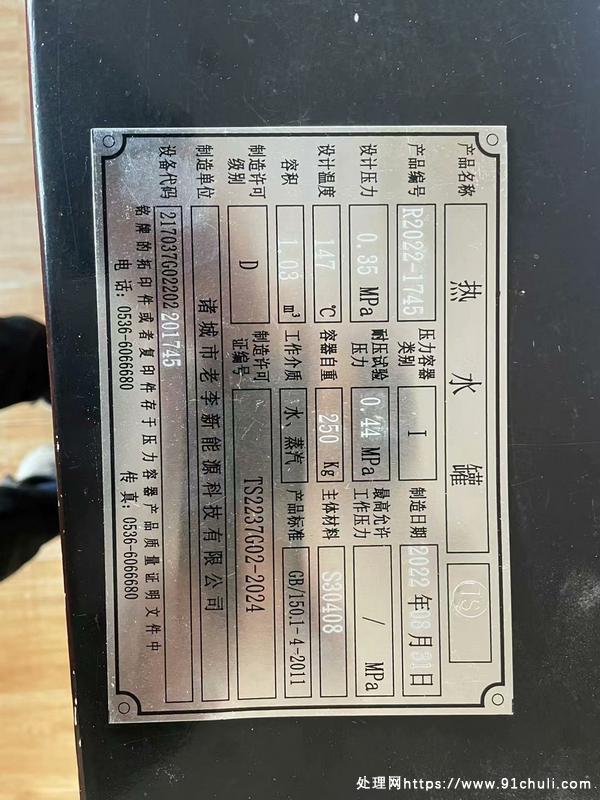 产品名称 热水罐 TS
产品编号 R2022-1745 压力容器类别 I 制造日期 2022年08月31日
设计压力 0.35 MPa 耐压试验压力 0.44 MPa 最高允许工作压力 / MPa
设计温度 147 ℃ 容器自重 250 Kg 主体材料 S30408
容积 1.03 m³ 工作介质 水、蒸汽 产品标准 GB/150.1-4-2011
制造许可级别 D 制造许可证编号 TS2237G02-2024
制造单位 诸城市老李新能源科技有限公司
设备代码 217037G02202201745
铭牌的拓印件或者复印件存于压力容器产品质量证明文件中
电话: 0536-6066680 传真: 0536-6066680
处理网https://www.91chuli.com